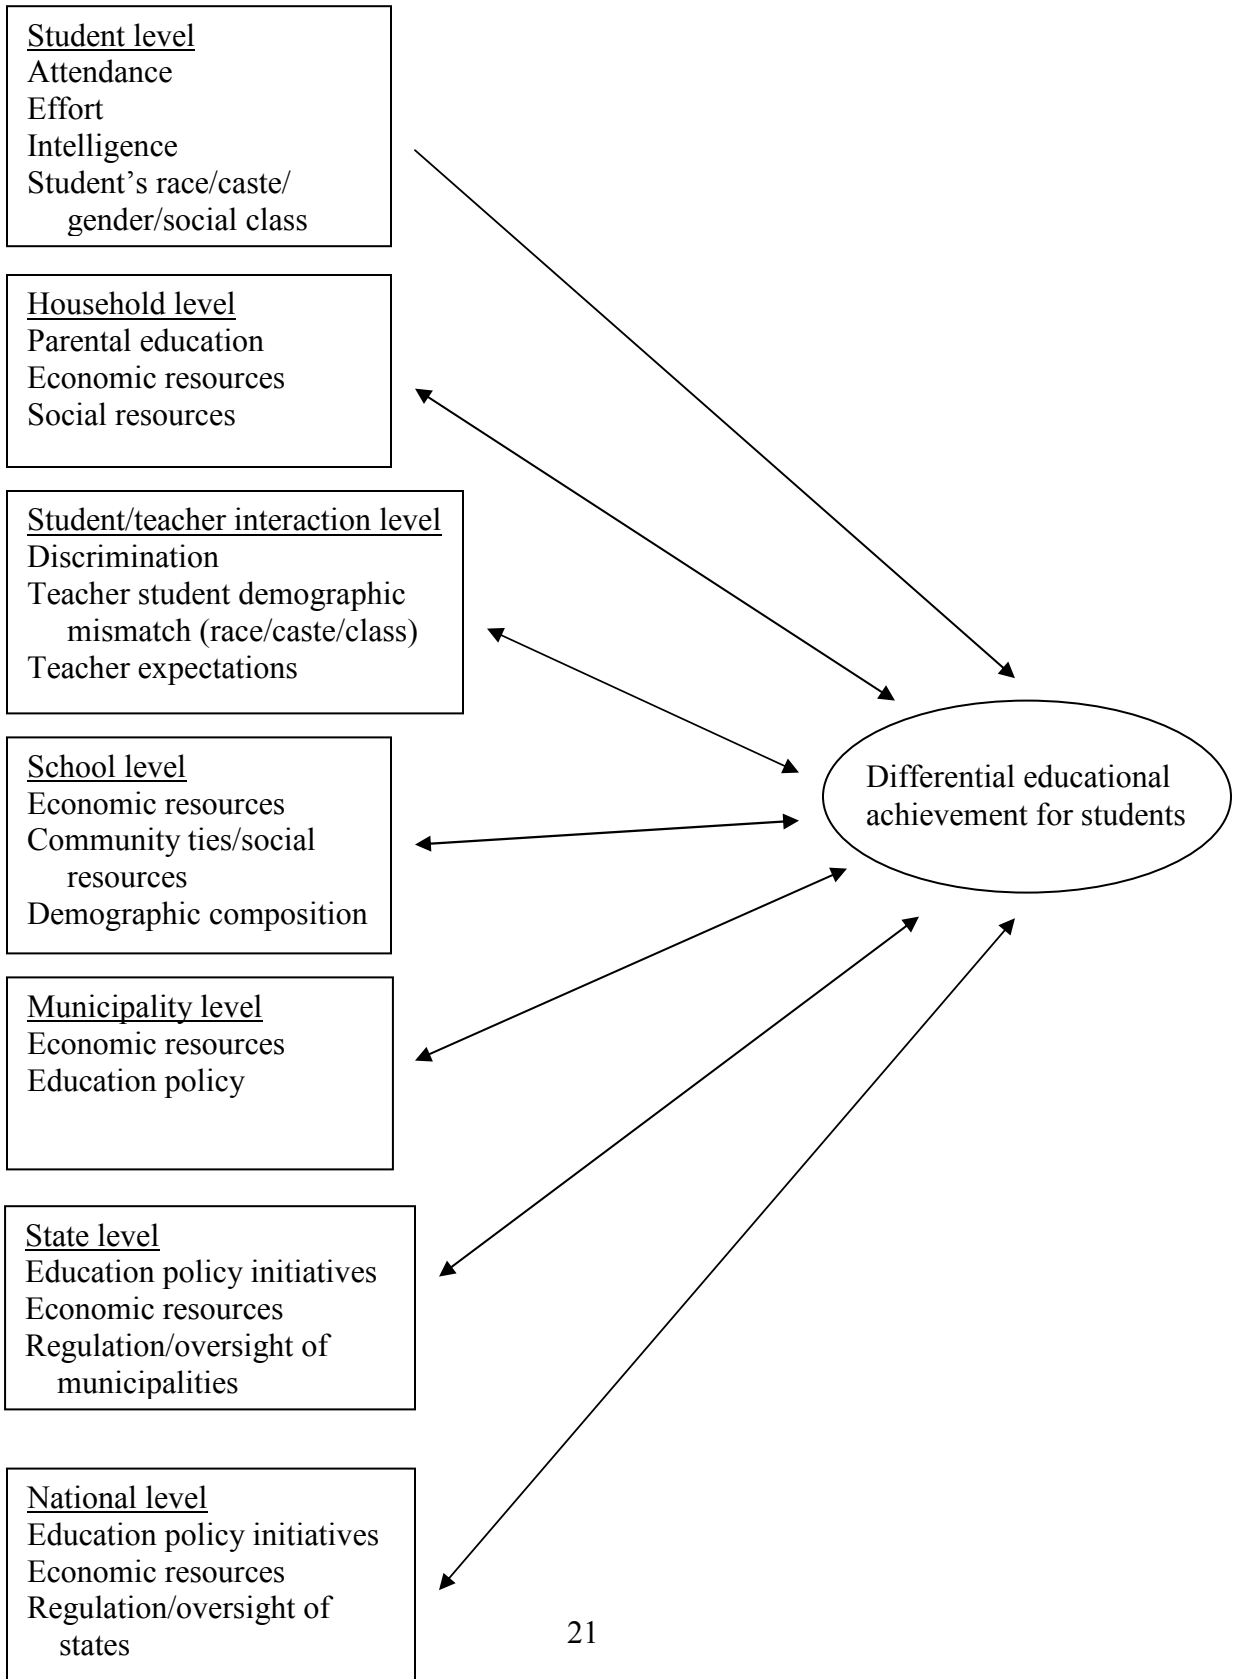 Student level
Attendance
Effort
Intelligence
Student’s race/caste/
gender/social class
Household level
Parental education
Economic resources
Social resources
Student/teacher interaction level
Discrimination
Teacher student demographic
mismatch (race/caste/class)
Teacher expectations
School level
Economic resources
Community ties/social
resources
Demographic composition
Differential educational
achievement for students
Municipality level
Economic resources
Education policy
State level
Education policy initiatives
Economic resources
Regulation/oversight of
municipalities
National level
Education policy initiatives
Economic resources
Regulation/oversight of
states
21